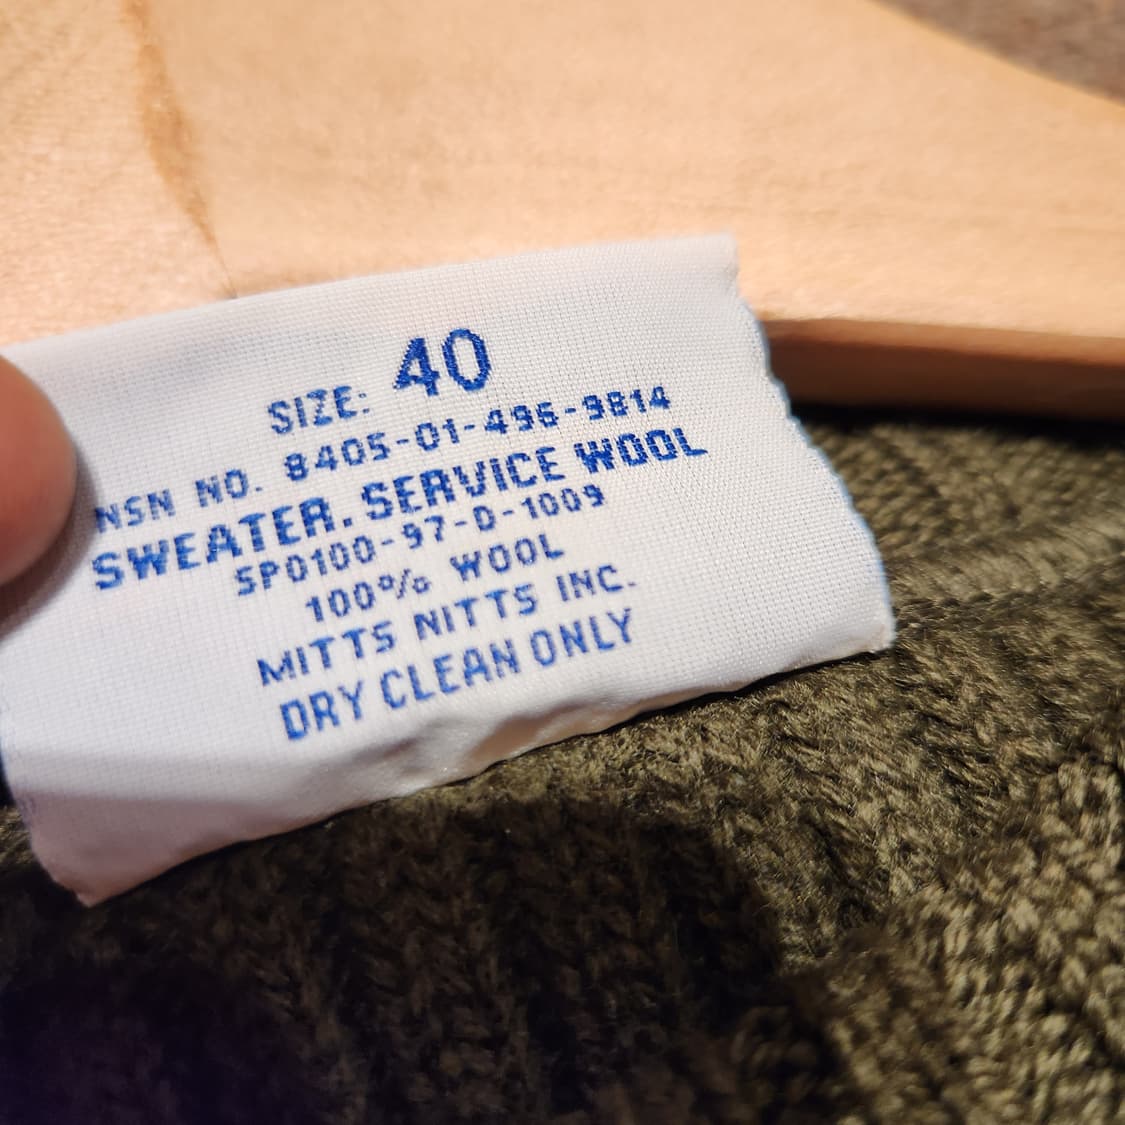 SIZE: 40
NSN NO. 8405-01-496-9814
SWEATER. SERVICE WOOL
SP0100-97-D-1009
100% WOOL
MITTS NITTS INC.
DRY CLEAN ONLY